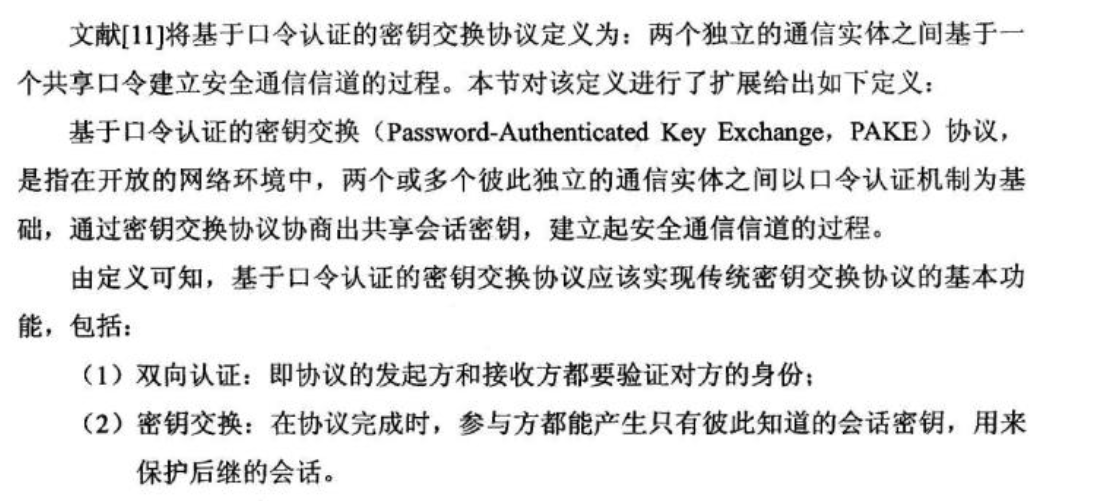 文献[11]将基于口令认证的密钥交换协议定义为：两个独立的通信实体之间基于一
个共享口令建立安全通信信道的过程。本节对该定义进行了扩展给出如下定义：
基于口令认证的密钥交换（Password-Authenticated Key Exchange，PAKE）协议，
是指在开放的网络环境中，两个或多个彼此独立的通信实体之间以口令认证机制为基
础，通过密钥交换协议协商出共享会话密钥，建立起安全通信信道的过程。
由定义可知，基于口令认证的密钥交换协议应该实现传统密钥交换协议的基本功
能，包括：
（1）双向认证：即协议的发起方和接收方都要验证对方的身份；
（2）密钥交换：在协议完成时，参与方都能产生只有彼此知道的会话密钥，用来
保护后继的会话。